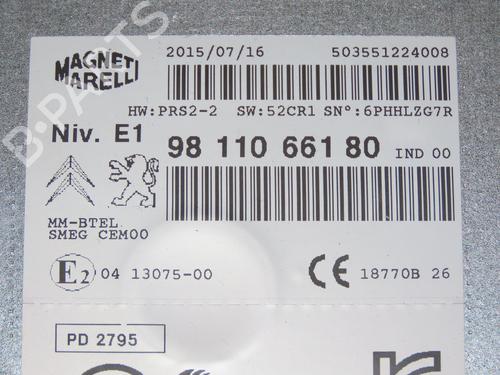 MAGNETI MARELLI
2015/07/16 503551224008
HW:PRS2-2 SW:52CR1 SN°:6PHHLZG7R
Niv. E1 98 110 661 80 IND 00
MM-BTEL
SMEG CEM00
E2 04 13075-00 CE 18770B 26
PD 2795
B-PARTS